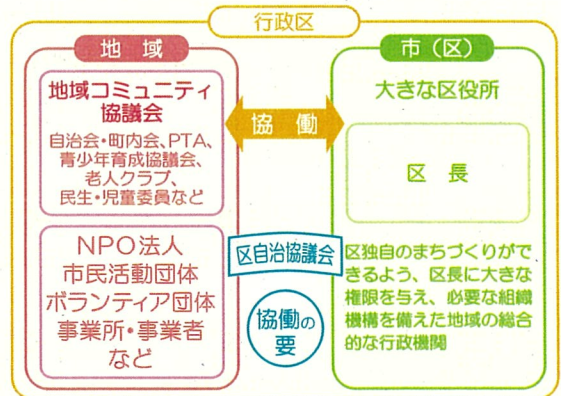 行政区
地域
地域コミュニティ
協議会
自治会・町内会、PTA、
青少年育成協議会、
老人クラブ、
民生・児童委員など
NPO法人
市民活動団体
ボランティア団体
事業所・事業者
など
協働
区自治協議会
協働の
要
市（区）
大きな区役所
区長
区独自のまちづくりがで
きるよう、区長に大きな
権限を与え、必要な組織
機構を備えた地域の総合
的な行政機関